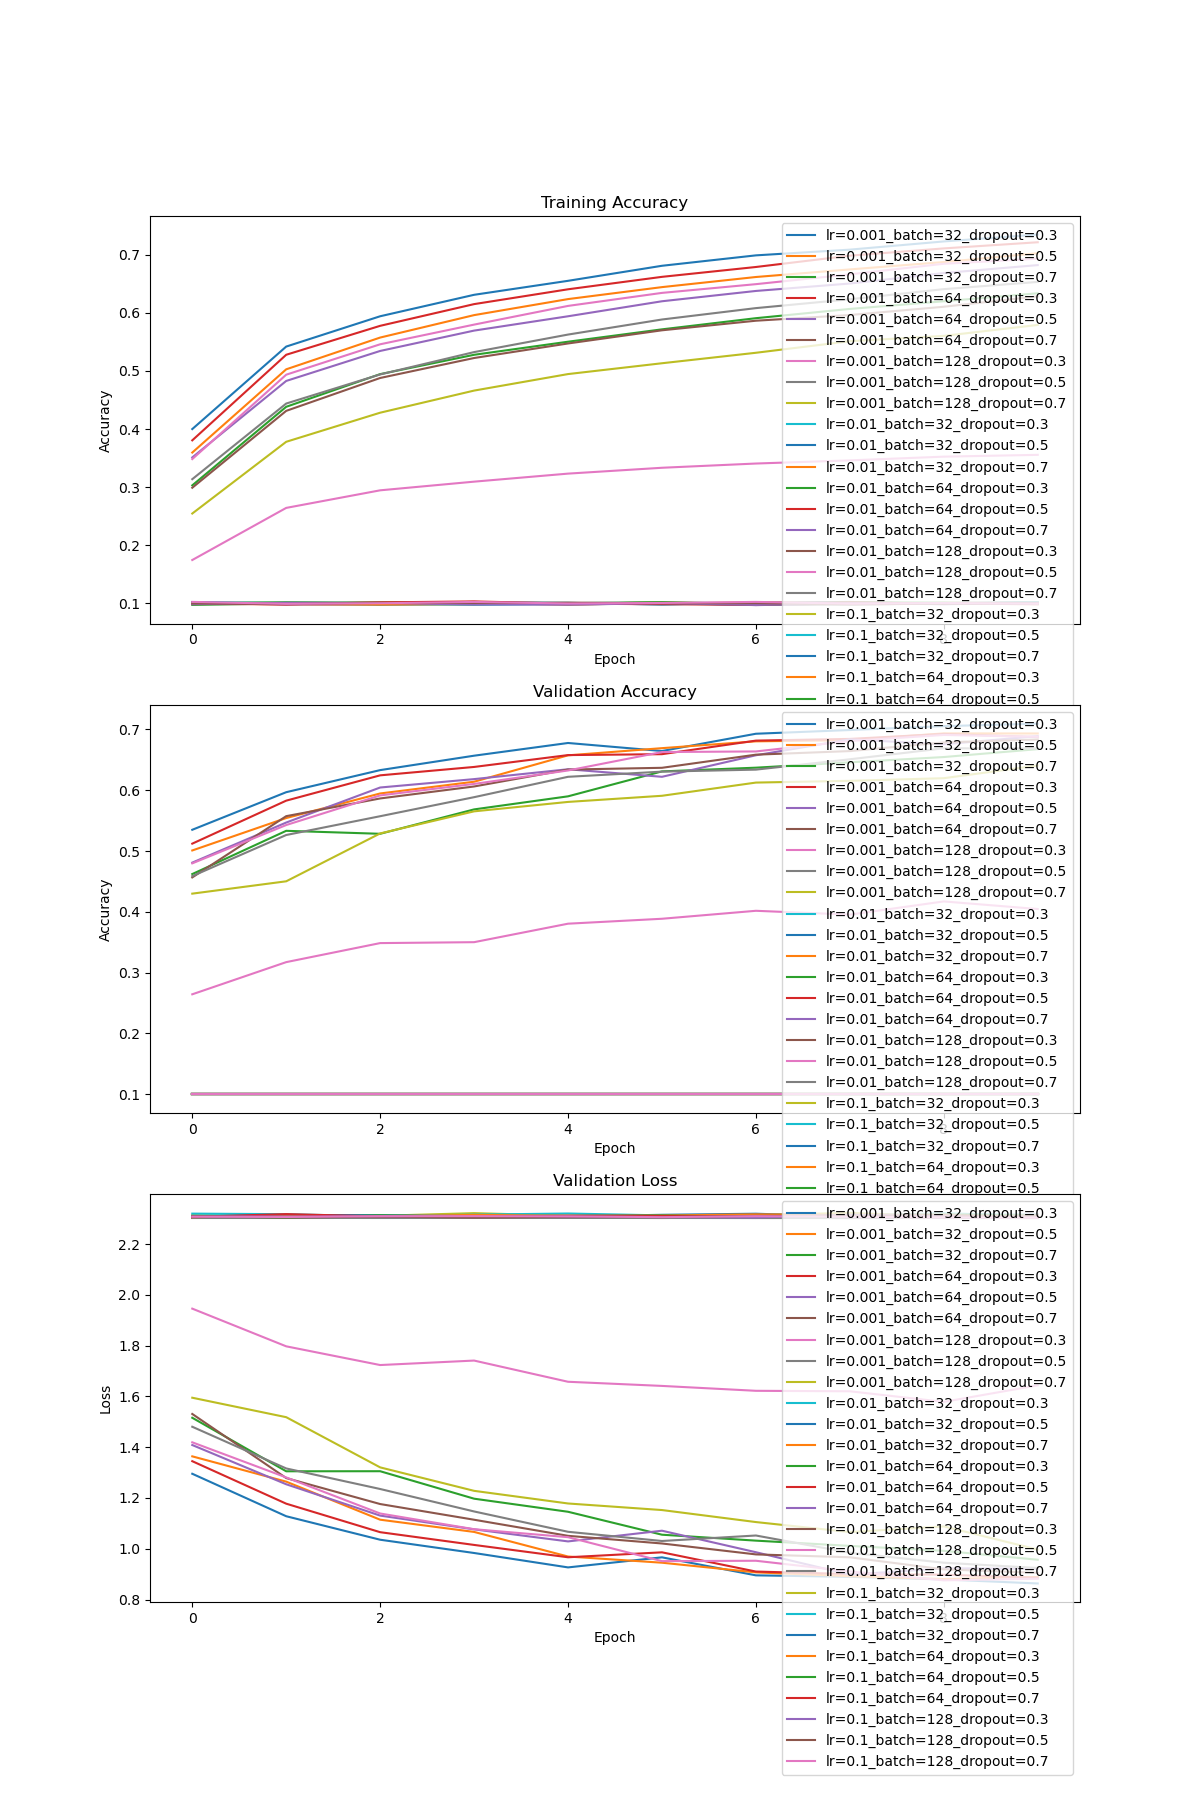 Training Accuracy
Accuracy
0.7
0.6
0.5
0.4
0.3
0.2
0.1
0
2
4
6
Epoch
lr=0.001_batch=32_dropout=0.3
lr=0.001_batch=32_dropout=0.5
lr=0.001_batch=32_dropout=0.7
lr=0.001_batch=64_dropout=0.3
lr=0.001_batch=64_dropout=0.5
lr=0.001_batch=64_dropout=0.7
lr=0.001_batch=128_dropout=0.3
lr=0.001_batch=128_dropout=0.5
lr=0.001_batch=128_dropout=0.7
lr=0.01_batch=32_dropout=0.3
lr=0.01_batch=32_dropout=0.5
lr=0.01_batch=32_dropout=0.7
lr=0.01_batch=64_dropout=0.3
lr=0.01_batch=64_dropout=0.5
lr=0.01_batch=64_dropout=0.7
lr=0.01_batch=128_dropout=0.3
lr=0.01_batch=128_dropout=0.5
lr=0.01_batch=128_dropout=0.7
lr=0.1_batch=32_dropout=0.3
lr=0.1_batch=32_dropout=0.5
lr=0.1_batch=32_dropout=0.7
lr=0.1_batch=64_dropout=0.3
lr=0.1_batch=64_dropout=0.5
Validation Accuracy
Accuracy
0.7
0.6
0.5
0.4
0.3
0.2
0.1
0
2
4
6
Epoch
lr=0.001_batch=32_dropout=0.3
lr=0.001_batch=32_dropout=0.5
lr=0.001_batch=32_dropout=0.7
lr=0.001_batch=64_dropout=0.3
lr=0.001_batch=64_dropout=0.5
lr=0.001_batch=64_dropout=0.7
lr=0.001_batch=128_dropout=0.3
lr=0.001_batch=128_dropout=0.5
lr=0.001_batch=128_dropout=0.7
lr=0.01_batch=32_dropout=0.3
lr=0.01_batch=32_dropout=0.5
lr=0.01_batch=32_dropout=0.7
lr=0.01_batch=64_dropout=0.3
lr=0.01_batch=64_dropout=0.5
lr=0.01_batch=64_dropout=0.7
lr=0.01_batch=128_dropout=0.3
lr=0.01_batch=128_dropout=0.5
lr=0.01_batch=128_dropout=0.7
lr=0.1_batch=32_dropout=0.3
lr=0.1_batch=32_dropout=0.5
lr=0.1_batch=32_dropout=0.7
lr=0.1_batch=64_dropout=0.3
lr=0.1_batch=64_dropout=0.5
Validation Loss
Loss
2.2
2.0
1.8
1.6
1.4
1.2
1.0
0.8
0
2
4
6
Epoch
lr=0.001_batch=32_dropout=0.3
lr=0.001_batch=32_dropout=0.5
lr=0.001_batch=32_dropout=0.7
lr=0.001_batch=64_dropout=0.3
lr=0.001_batch=64_dropout=0.5
lr=0.001_batch=64_dropout=0.7
lr=0.001_batch=128_dropout=0.3
lr=0.001_batch=128_dropout=0.5
lr=0.001_batch=128_dropout=0.7
lr=0.01_batch=32_dropout=0.3
lr=0.01_batch=32_dropout=0.5
lr=0.01_batch=32_dropout=0.7
lr=0.01_batch=64_dropout=0.3
lr=0.01_batch=64_dropout=0.5
lr=0.01_batch=64_dropout=0.7
lr=0.01_batch=128_dropout=0.3
lr=0.01_batch=128_dropout=0.5
lr=0.01_batch=128_dropout=0.7
lr=0.1_batch=32_dropout=0.3
lr=0.1_batch=32_dropout=0.5
lr=0.1_batch=32_dropout=0.7
lr=0.1_batch=64_dropout=0.3
lr=0.1_batch=64_dropout=0.5
lr=0.1_batch=64_dropout=0.7
lr=0.1_batch=128_dropout=0.3
lr=0.1_batch=128_dropout=0.5
lr=0.1_batch=128_dropout=0.7